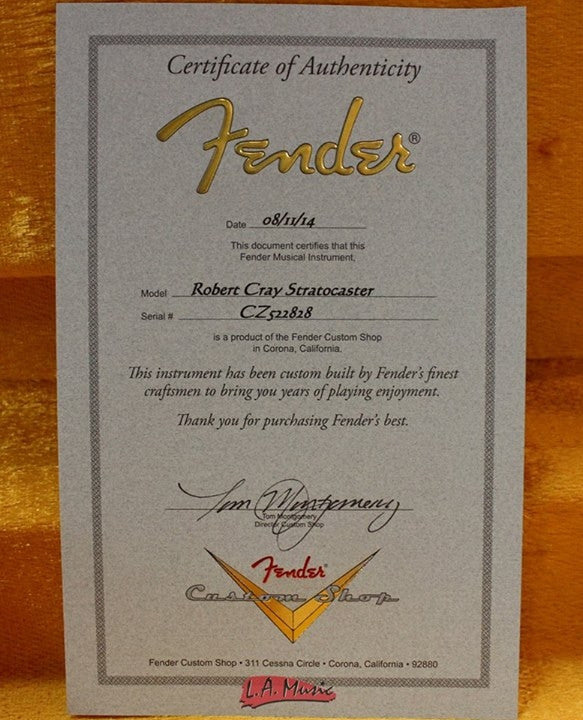 Certificate of Authenticity
Fender®
Date 08/11/14
This document certifies that this
Fender Musical Instrument,
Model Robert Cray Stratocaster
Serial # CZ522828
is a product of the Fender Custom Shop
in Corona, California.
This instrument has been custom built by Fender's finest
craftsmen to bring you years of playing enjoyment.
Thank you for purchasing Fender's best.
Tom Montgomery
Tom Montgomery
Director Custom Shop
Fender®
Custom Shop
Fender Custom Shop • 311 Cessna Circle • Corona, California • 92880
L.A. Music